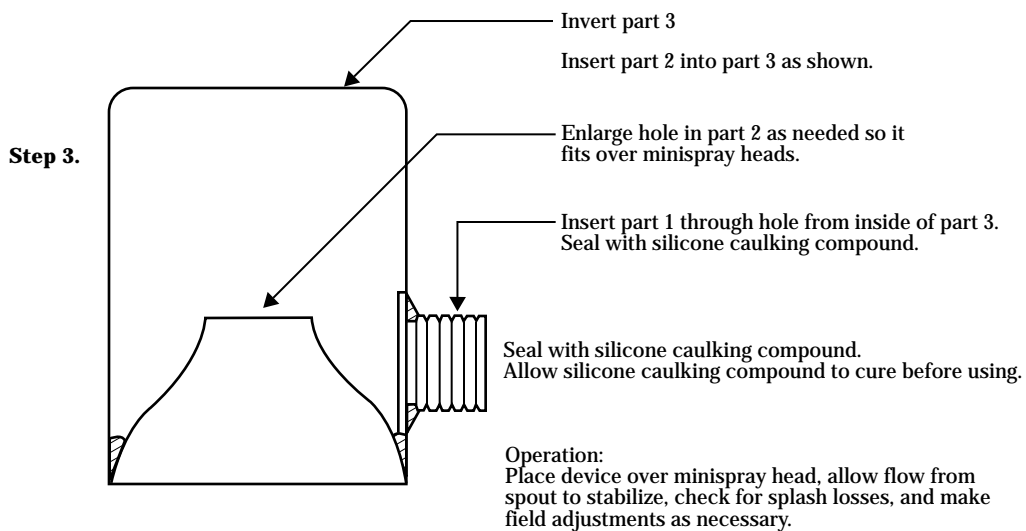 Invert part 3
Insert part 2 into part 3 as shown.
Step 3.
Enlarge hole in part 2 as needed so it
fits over minispray heads.
Insert part 1 through hole from inside of part 3.
Seal with silicone caulking compound.
Seal with silicone caulking compound.
Allow silicone caulking compound to cure before using.
Operation:
Place device over minispray head, allow flow from
spout to stabilize, check for splash losses, and make
field adjustments as necessary.